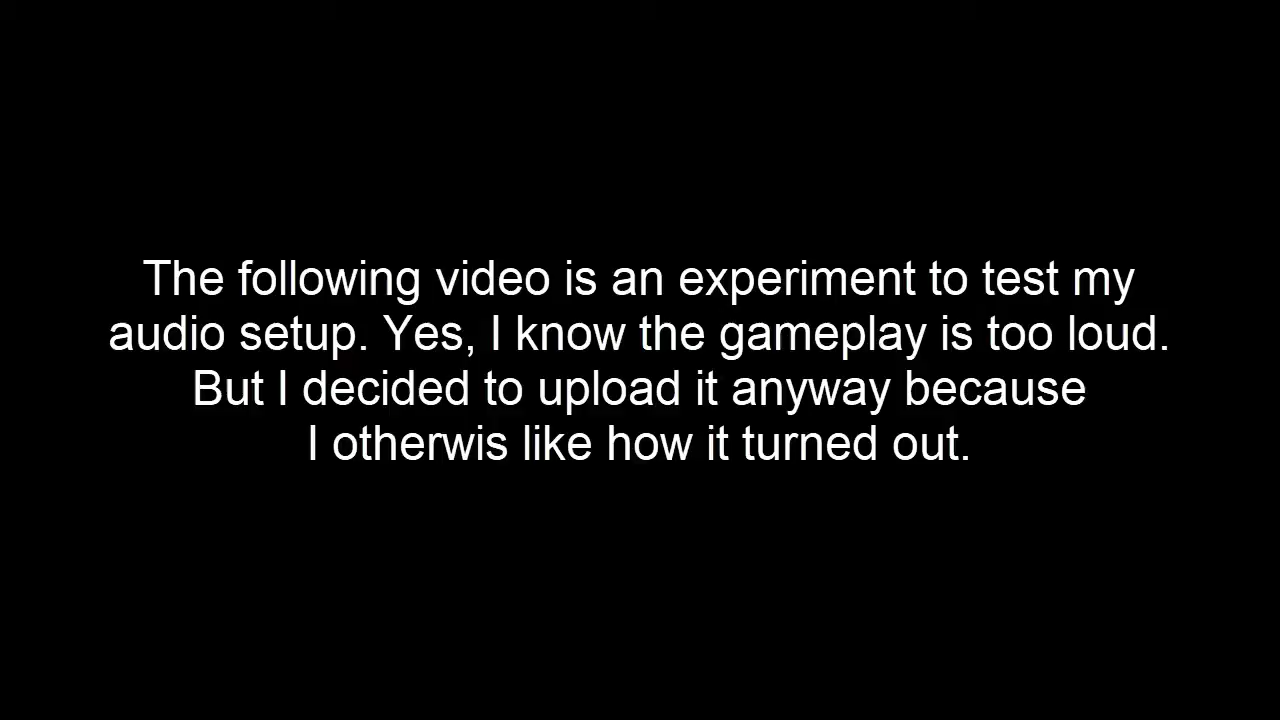 The following video is an experiment to test my
audio setup. Yes, I know the gameplay is too loud.
But I decided to upload it anyway because
I otherwis like how it turned out.